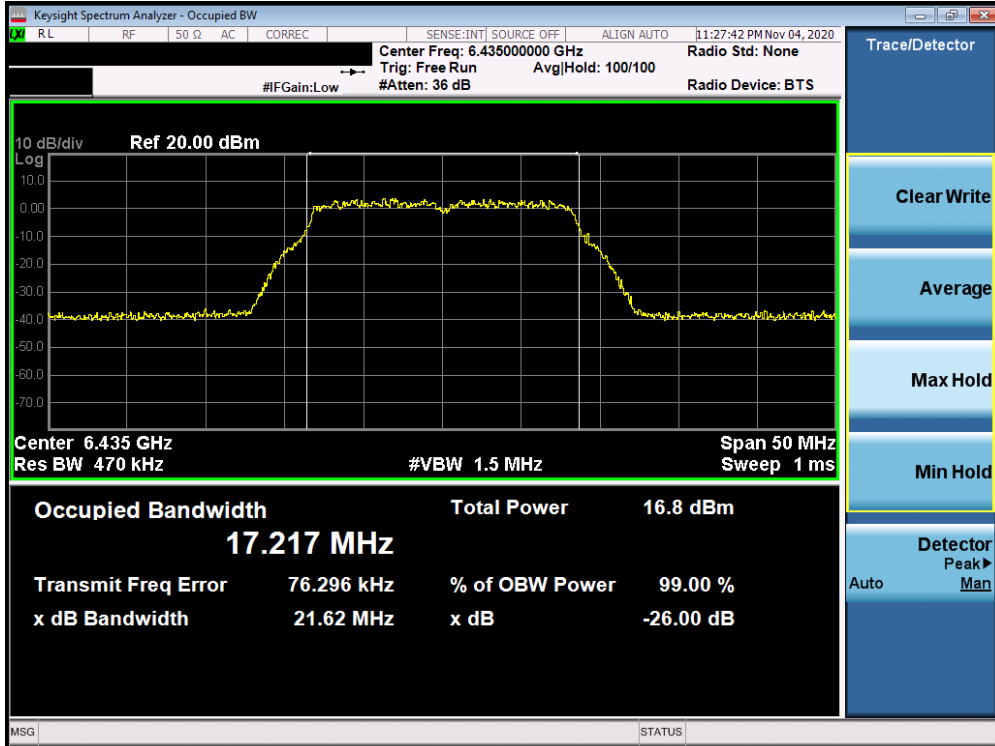 Keysight Spectrum Analyzer - Occupied BW
LXI RL RF 50 Ω AC CORREC SENSE:INT SOURCE OFF ALIGN AUTO 11:27:42 PM Nov 04, 2020
Center Freq: 6.435000000 GHz Radio Std: None
Trig: Free Run Avg|Hold: 100/100
#IFGain:Low #Atten: 36 dB Radio Device: BTS
10 dB/div Ref 20.00 dBm
Log
10.0
0.00
-10.0
-20.0
-30.0
-40.0
-50.0
-60.0
-70.0
Center 6.435 GHz Span 50 MHz
Res BW 470 kHz #VBW 1.5 MHz Sweep 1 ms
Occupied Bandwidth Total Power 16.8 dBm
17.217 MHz
Transmit Freq Error 76.296 kHz % of OBW Power 99.00 %
x dB Bandwidth 21.62 MHz x dB -26.00 dB
MSG STATUS
Trace/Detector
Clear Write
Average
Max Hold
Min Hold
Detector
Peak▶
Auto Man